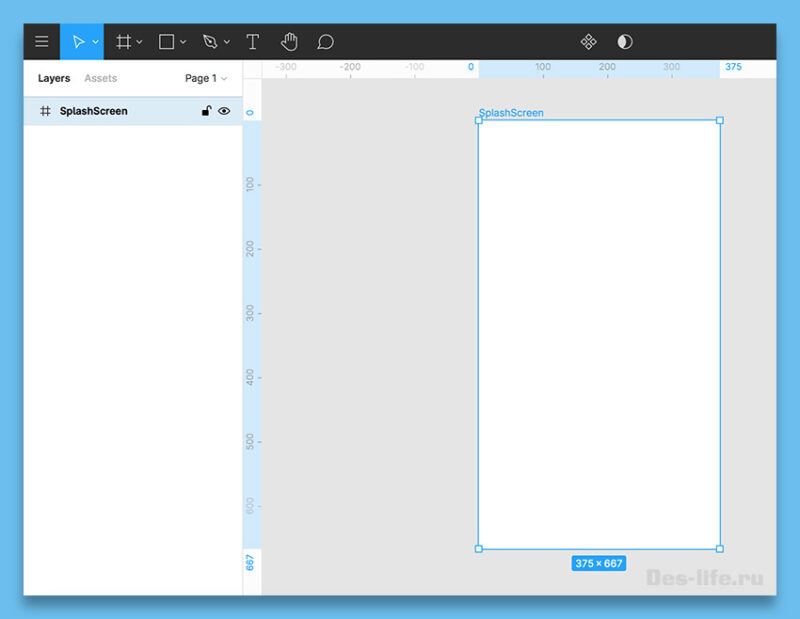 T
-300 -200 -100 0 100 200 300 375
Layers Assets Page 1
SplashScreen
SplashScreen
0
100
200
300
400
500
600
667
375 × 667
Des-life.ru